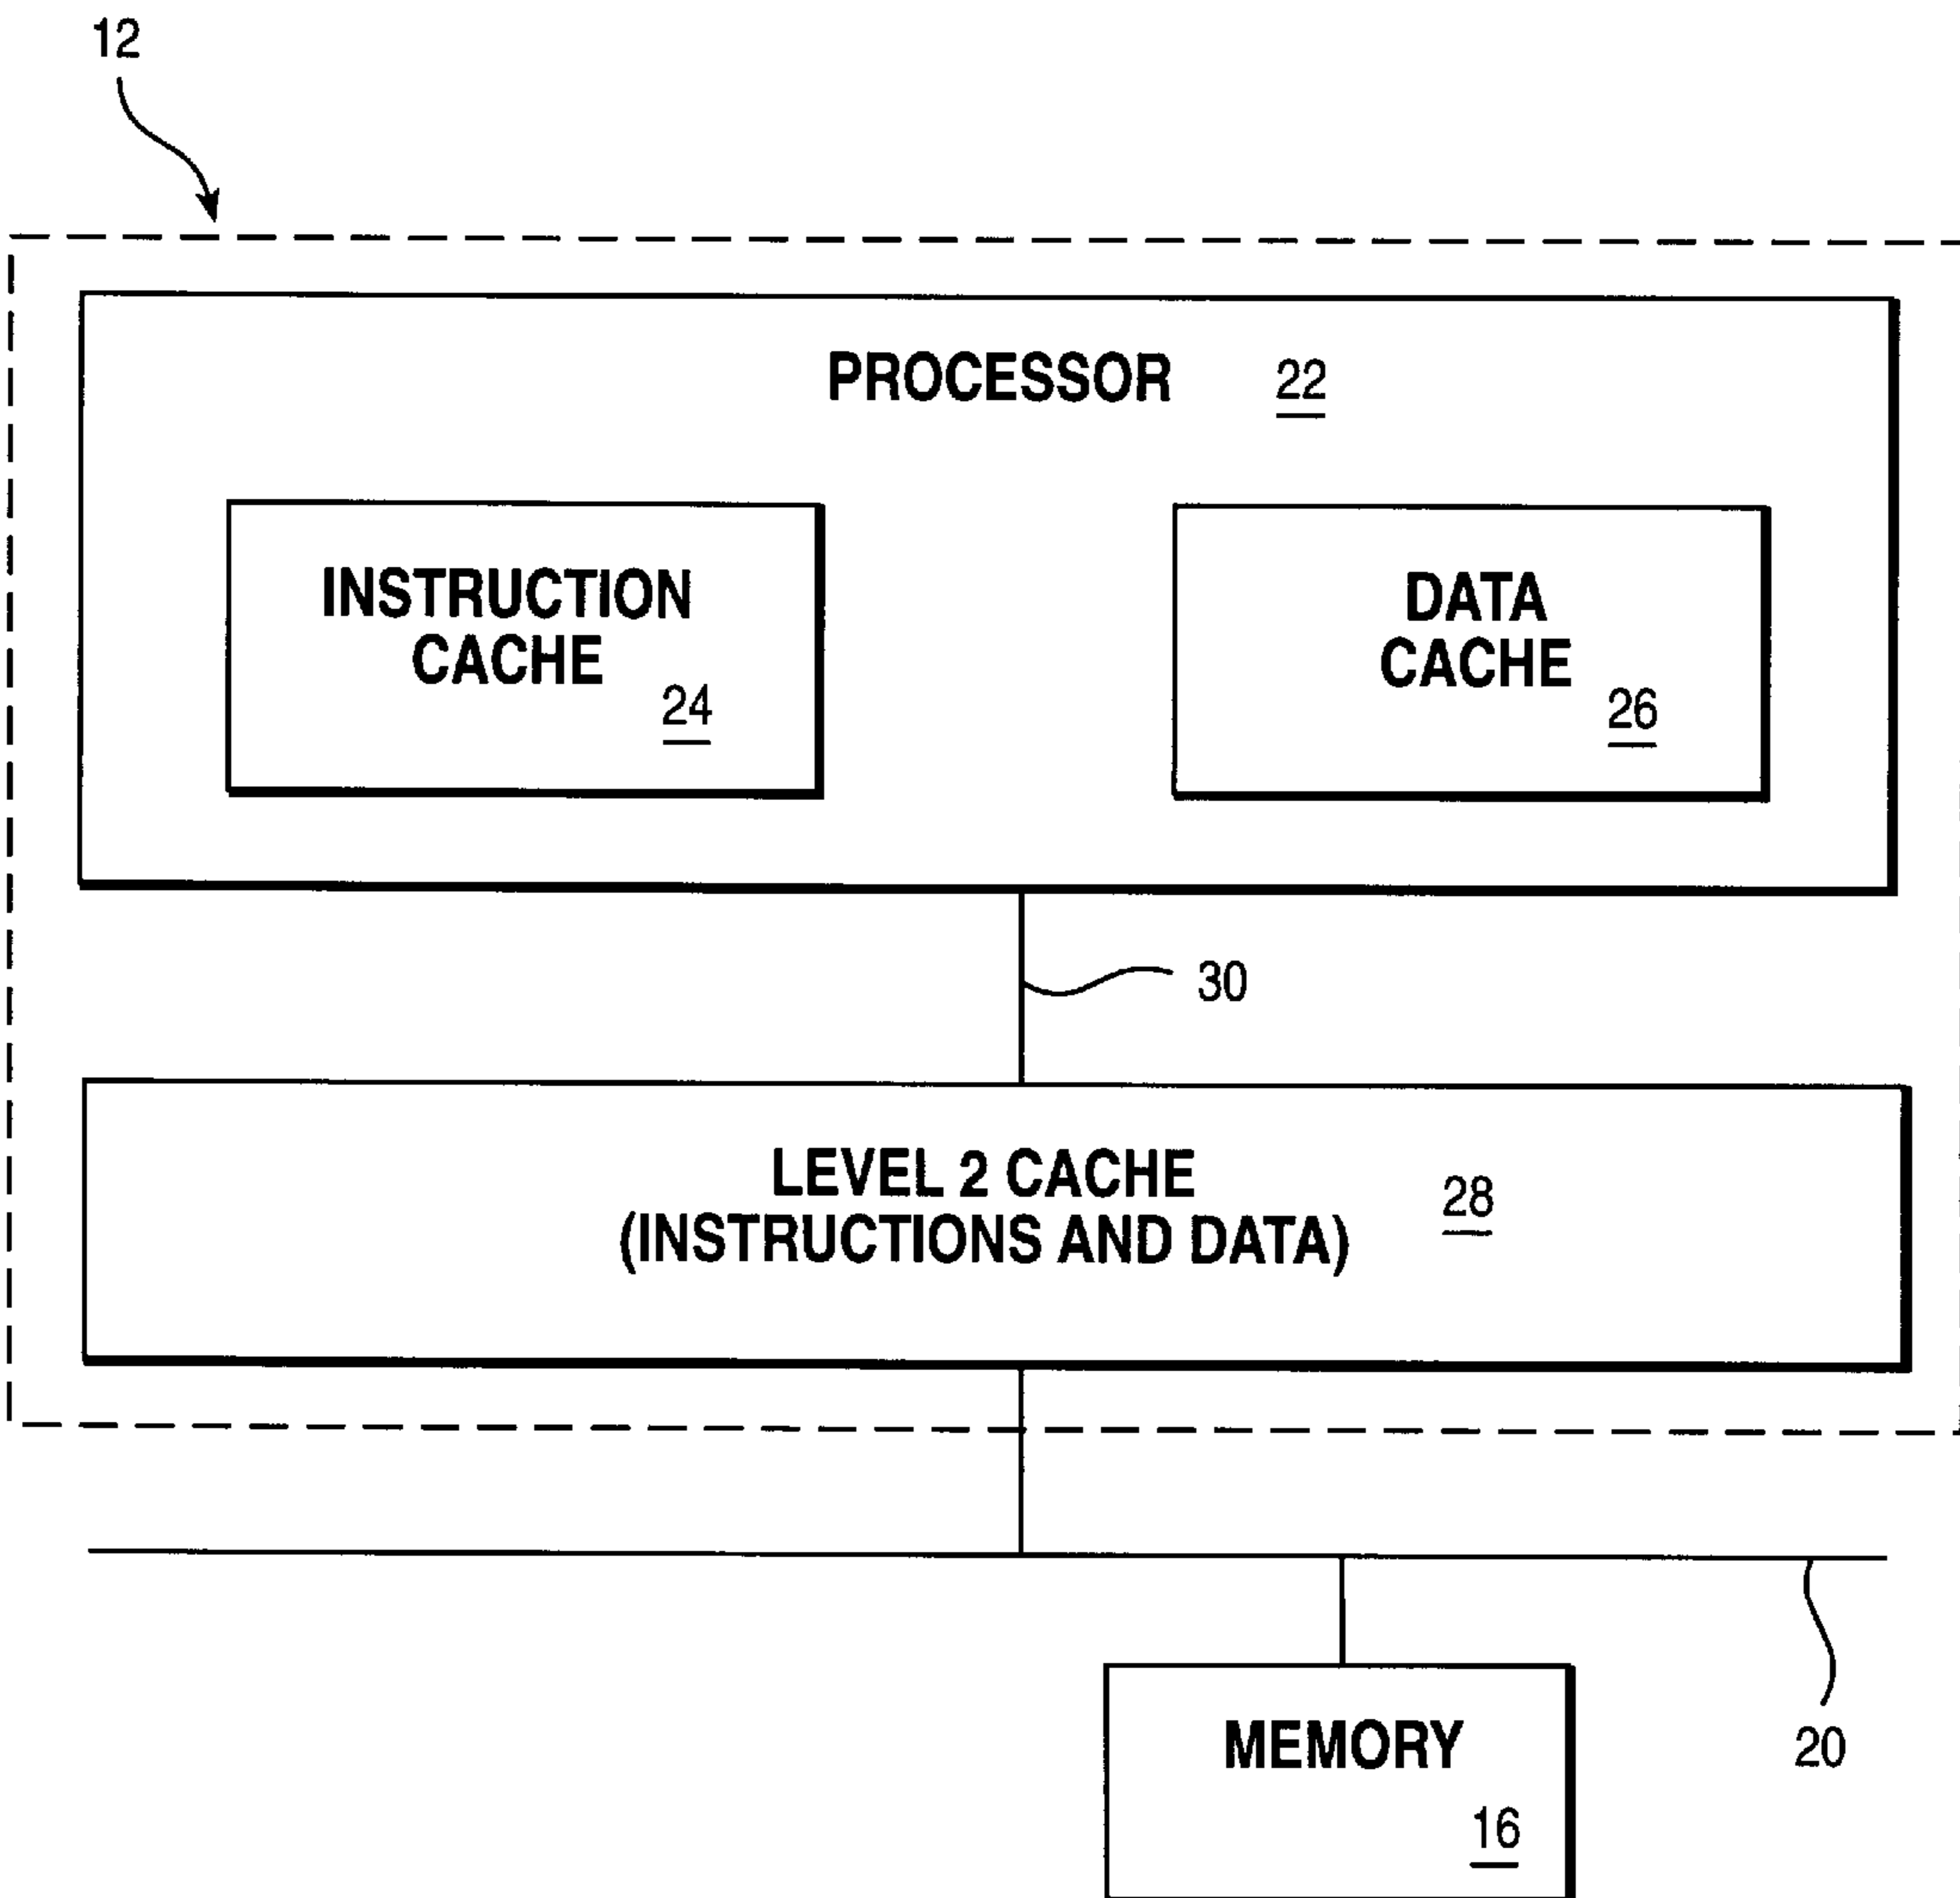 12
PROCESSOR 22
INSTRUCTION
CACHE
24
DATA
CACHE
26
30
LEVEL 2 CACHE
(INSTRUCTIONS AND DATA)
28
20
MEMORY
16